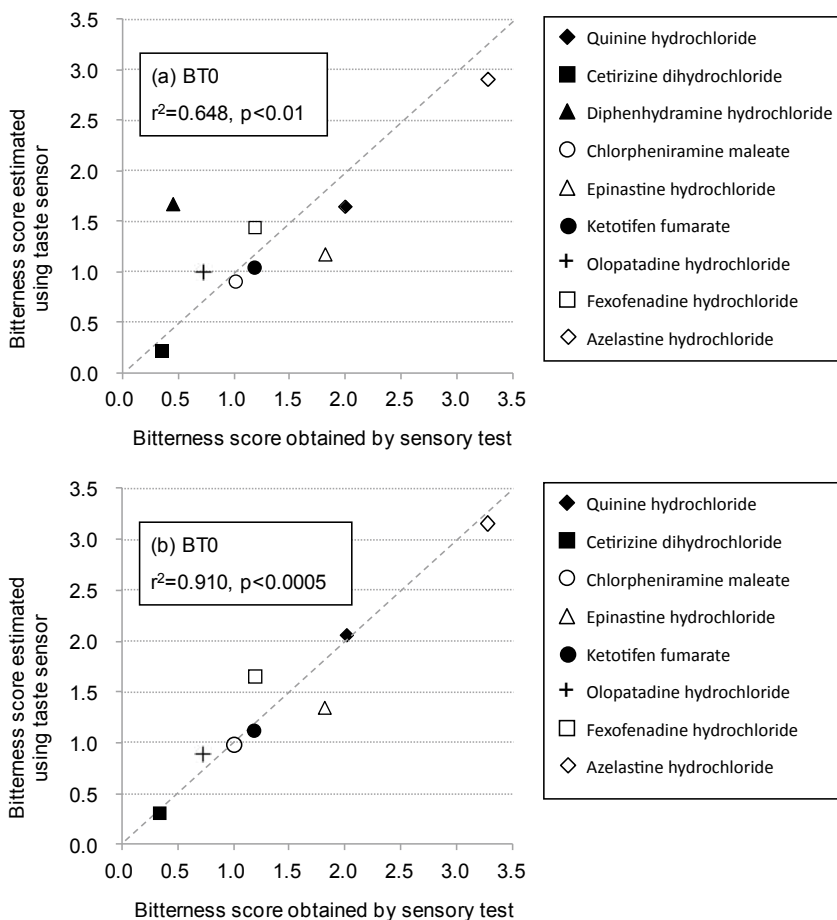 3.5
3.0
2.5
2.0
1.5
1.0
0.5
0.0
Bitterness score estimated
using taste sensor
(a) BT0
r²=0.648, p<0.01
0.0 0.5 1.0 1.5 2.0 2.5 3.0 3.5
Bitterness score obtained by sensory test
Quinine hydrochloride
Cetirizine dihydrochloride
Diphenhydramine hydrochloride
Chlorpheniramine maleate
Epinastine hydrochloride
Ketotifen fumarate
Olopatadine hydrochloride
Fexofenadine hydrochloride
Azelastine hydrochloride
3.5
3.0
2.5
2.0
1.5
1.0
0.5
0.0
Bitterness score estimated
using taste sensor
(b) BT0
r²=0.910, p<0.0005
0.0 0.5 1.0 1.5 2.0 2.5 3.0 3.5
Bitterness score obtained by sensory test
Quinine hydrochloride
Cetirizine dihydrochloride
Chlorpheniramine maleate
Epinastine hydrochloride
Ketotifen fumarate
Olopatadine hydrochloride
Fexofenadine hydrochloride
Azelastine hydrochloride